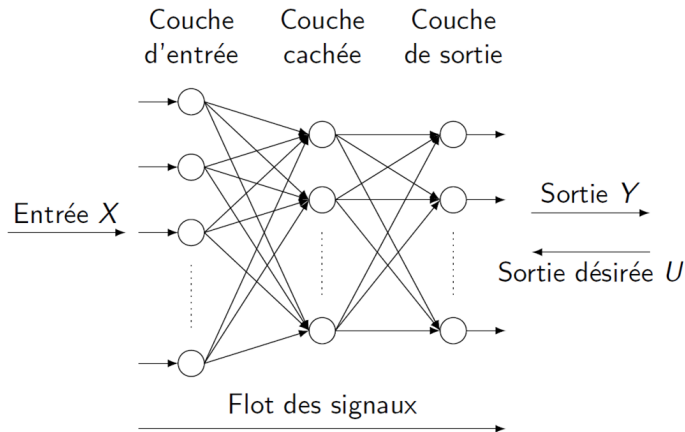 Couche
d'entrée
Couche
cachée
Couche
de sortie
Entrée X
Sortie Y
Sortie désirée U
Flot des signaux